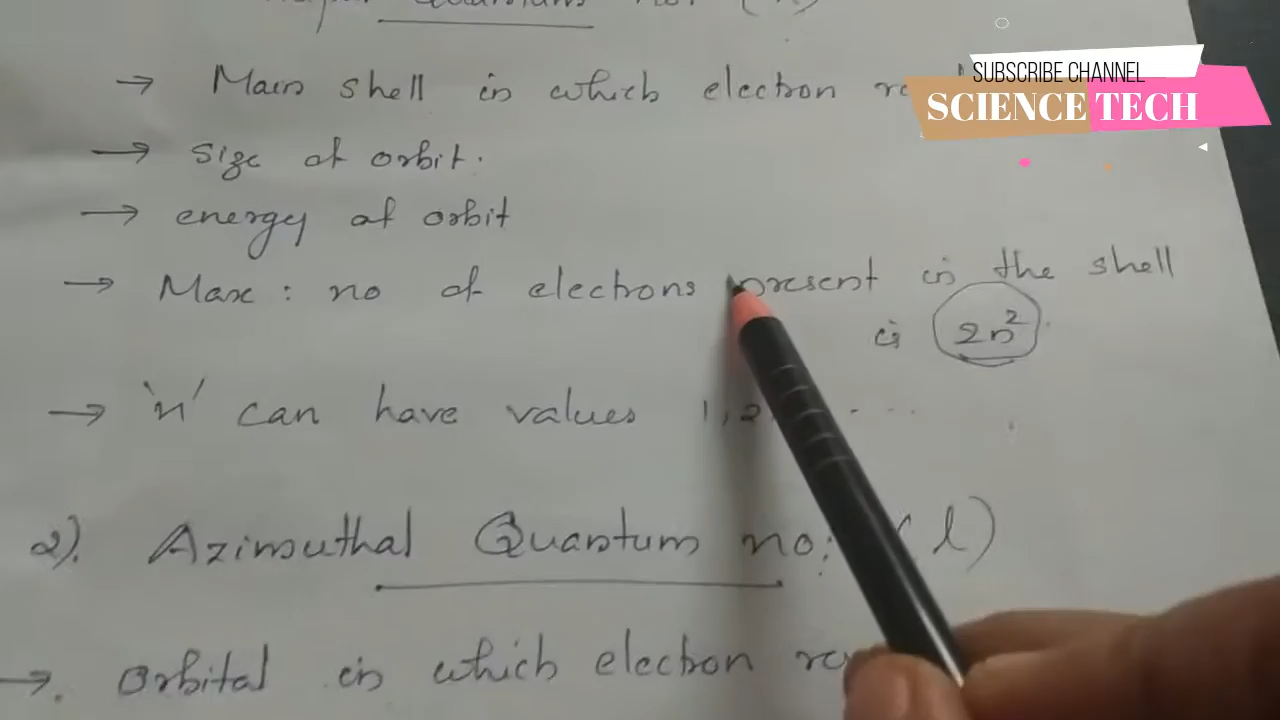 Quantum no: (n)
→ Main shell in which electron
SUBSCRIBE CHANNEL
SCIENCE TECH
→ size of orbit.
→ energy of orbit
→ Max: no of electrons present in the shell
is 2n²
→ 'n' can have values 1, 2, ....
2). Azimuthal Quantum no: (l)
→. Orbital in which electron